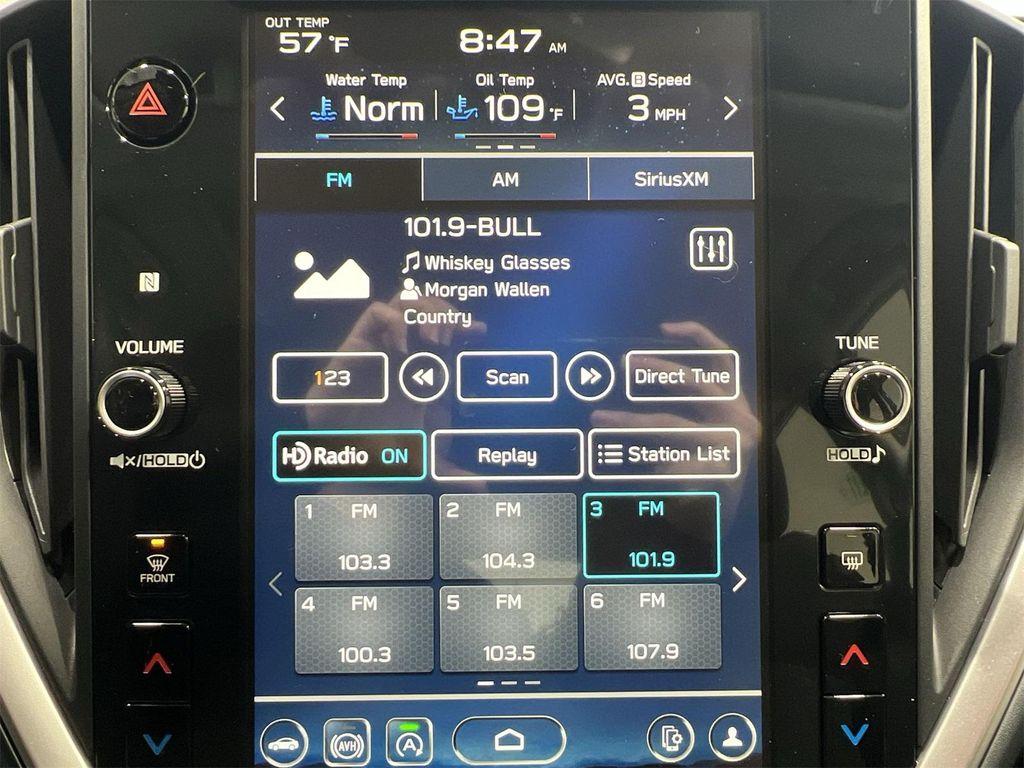 OUT TEMP
57 °F
8:47 AM
Water Temp
Oil Temp
AVG. B Speed
Norm
109 °F
3 MPH
FM
AM
SiriusXM
101.9-BULL
Whiskey Glasses
Morgan Wallen
Country
VOLUME
TUNE
123
Scan
Direct Tune
HD Radio ON
Replay
Station List
/HOLD
HOLD
1 FM
103.3
2 FM
104.3
3 FM
101.9
FRONT
4 FM
100.3
5 FM
103.5
6 FM
107.9
AVH
A